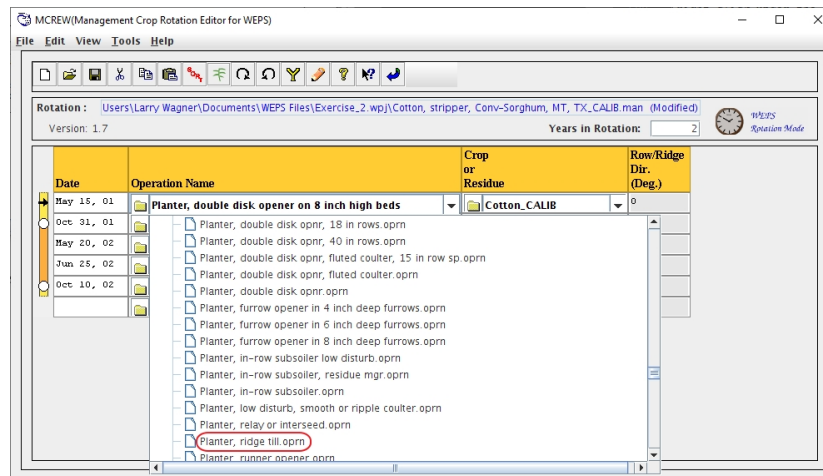 MCREW(Management Crop Rotation Editor for WEPS)
File Edit View Tools Help
Rotation : Users\Larry Wagner\Documents\WEPS Files\Exercise_2.wpj\Cotton, stripper, Conv-Sorghum, MT, TX_CALIB.man (Modified)
Version: 1.7 Years in Rotation: 2
WEPS
Rotation Mode
Date Operation Name Crop or Residue Row/Ridge Dir. (Deg.)
May 15, 01 Planter, double disk opener on 8 inch high beds Cotton_CALIB 0
Oct 31, 01
May 20, 02
Jun 25, 02
Oct 10, 02
Planter, double disk opnr, 18 in rows.oprn
Planter, double disk opnr, 40 in rows.oprn
Planter, double disk opnr, fluted coulter, 15 in row sp.oprn
Planter, double disk opnr, fluted coulter.oprn
Planter, double disk opnr.oprn
Planter, furrow opener in 4 inch deep furrows.oprn
Planter, furrow opener in 6 inch deep furrows.oprn
Planter, furrow opener in 8 inch deep furrows.oprn
Planter, in-row subsoiler low disturb.oprn
Planter, in-row subsoiler, residue mgr.oprn
Planter, in-row subsoiler.oprn
Planter, low disturb, smooth or ripple coulter.oprn
Planter, relay or interseed.oprn
Planter, ridge till.oprn
Planter, runner opener.oprn